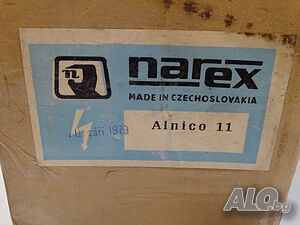 narex
MADE IN CZECHOSLOVAKIA
září 1979
Alnico 11
ALO.bg